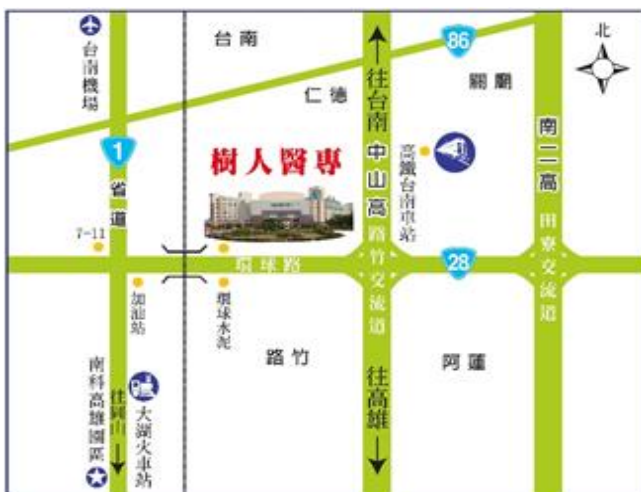 台南機場
台南
仁德
86
關廟
北
1
省道
樹人醫專
往台南
中山高
高鐵台南車站
南二高
7-11
環球路
路竹交流道
28
田寮交流道
加油站
環球水泥
路竹
阿蓮
南科高雄園區
往岡山
大湖火車站
往高雄